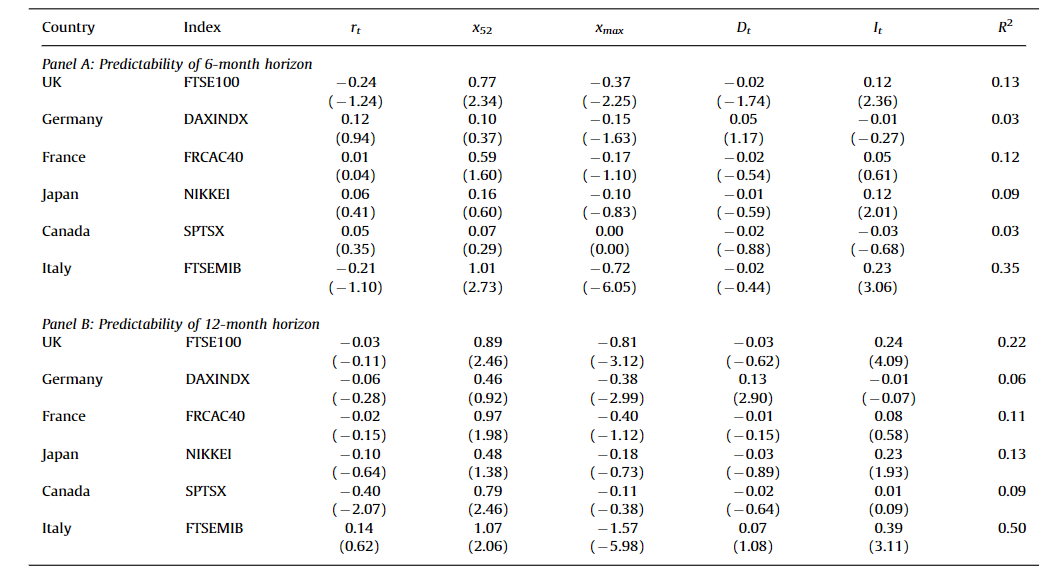 Country Index r_t x_52 x_max D_t I_t R²
Panel A: Predictability of 6-month horizon
UK FTSE100 −0.24 0.77 −0.37 −0.02 0.12 0.13
(−1.24) (2.34) (−2.25) (−1.74) (2.36)
Germany DAXINDX 0.12 0.10 −0.15 0.05 −0.01 0.03
(0.94) (0.37) (−1.63) (1.17) (−0.27)
France FRCAC40 0.01 0.59 −0.17 −0.02 0.05 0.12
(0.04) (1.60) (−1.10) (−0.54) (0.61)
Japan NIKKEI 0.06 0.16 −0.10 −0.01 0.12 0.09
(0.41) (0.60) (−0.83) (−0.59) (2.01)
Canada SPTSX 0.05 0.07 0.00 −0.02 −0.03 0.03
(0.35) (0.29) (0.00) (−0.88) (−0.68)
Italy FTSEMIB −0.21 1.01 −0.72 −0.02 0.23 0.35
(−1.10) (2.73) (−6.05) (−0.44) (3.06)
Panel B: Predictability of 12-month horizon
UK FTSE100 −0.03 0.89 −0.81 −0.03 0.24 0.22
(−0.11) (2.46) (−3.12) (−0.62) (4.09)
Germany DAXINDX −0.06 0.46 −0.38 0.13 −0.01 0.06
(−0.28) (0.92) (−2.99) (2.90) (−0.07)
France FRCAC40 −0.02 0.97 −0.40 −0.01 0.08 0.11
(−0.15) (1.98) (−1.12) (−0.15) (0.58)
Japan NIKKEI −0.10 0.48 −0.18 −0.03 0.23 0.13
(−0.64) (1.38) (−0.73) (−0.89) (1.93)
Canada SPTSX −0.40 0.79 −0.11 −0.02 0.01 0.09
(−2.07) (2.46) (−0.38) (−0.64) (0.09)
Italy FTSEMIB 0.14 1.07 −1.57 0.07 0.39 0.50
(0.62) (2.06) (−5.98) (1.08) (3.11)